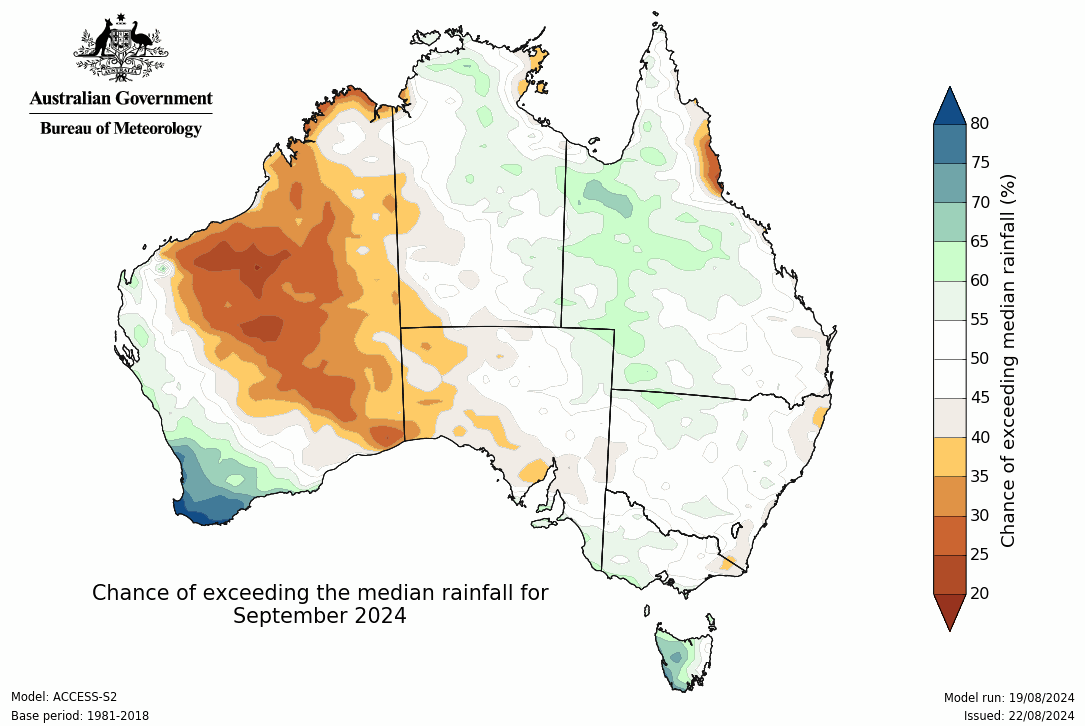 AUSTRALIA
Australian Government
Bureau of Meteorology
80
75
70
65
60
55
50
45
40
35
30
25
20
Chance of exceeding median rainfall (%)
Chance of exceeding the median rainfall for
September 2024
Model: ACCESS-S2
Base period: 1981-2018
Model run: 19/08/2024
Issued: 22/08/2024